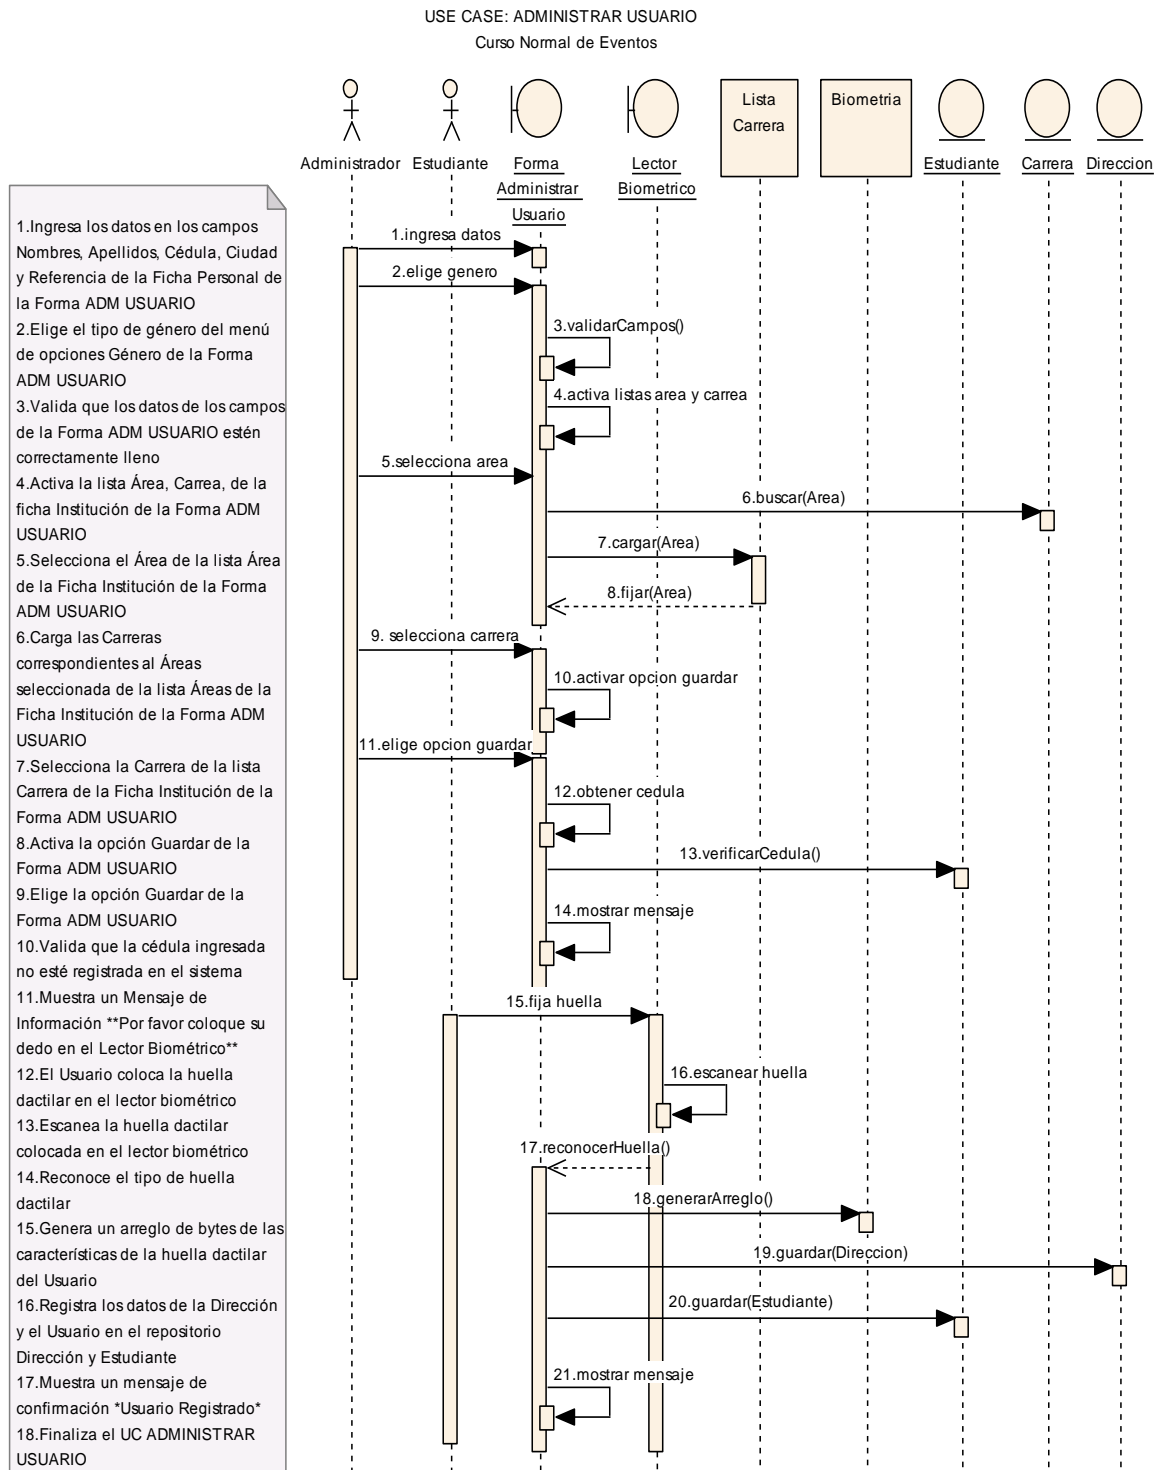 USE CASE: ADMINISTRAR USUARIO
Curso Normal de Eventos
Administrador
Estudiante
Forma
Administrar
Usuario
Lector
Biometrico
Lista
Carrera
Biometria
Estudiante
Carrera
Direccion
1.Ingresa los datos en los campos
Nombres, Apellidos, Cédula, Ciudad
y Referencia de la Ficha Personal de
la Forma ADM USUARIO
2.Elige el tipo de género del menú
de opciones Género de la Forma
ADM USUARIO
3.Valida que los datos de los campos
de la Forma ADM USUARIO estén
correctamente lleno
4.Activa la lista Área, Carrea, de la
ficha Institución de la Forma ADM
USUARIO
5.Selecciona el Área de la lista Área
de la Ficha Institución de la Forma
ADM USUARIO
6.Carga las Carreras
correspondientes al Áreas
seleccionada de la lista Áreas de la
Ficha Institución de la Forma ADM
USUARIO
7.Selecciona la Carrera de la lista
Carrera de la Ficha Institución de la
Forma ADM USUARIO
8.Activa la opción Guardar de la
Forma ADM USUARIO
9.Elige la opción Guardar de la
Forma ADM USUARIO
10.Valida que la cédula ingresada
no esté registrada en el sistema
11.Muestra un Mensaje de
Información **Por favor coloque su
dedo en el Lector Biométrico**
12.El Usuario coloca la huella
dactilar en el lector biométrico
13.Escanea la huella dactilar
colocada en el lector biométrico
14.Reconoce el tipo de huella
dactilar
15.Genera un arreglo de bytes de las
características de la huella dactilar
del Usuario
16.Registra los datos de la Dirección
y el Usuario en el repositorio
Dirección y Estudiante
17.Muestra un mensaje de
confirmación *Usuario Registrado*
18.Finaliza el UC ADMINISTRAR
USUARIO
1.ingresa datos
2.elige genero
3.validarCampos()
4.activa listas area y carrea
5.selecciona area
6.buscar(Area)
7.cargar(Area)
8.fijar(Area)
9. selecciona carrera
10.activar opcion guardar
11.elige opcion guardar
12.obtener cedula
13.verificarCedula()
14.mostrar mensaje
15.fija huella
16.escanear huella
17.reconocerHuella()
18.generarArreglo()
19.guardar(Direccion)
20.guardar(Estudiante)
21.mostrar mensaje